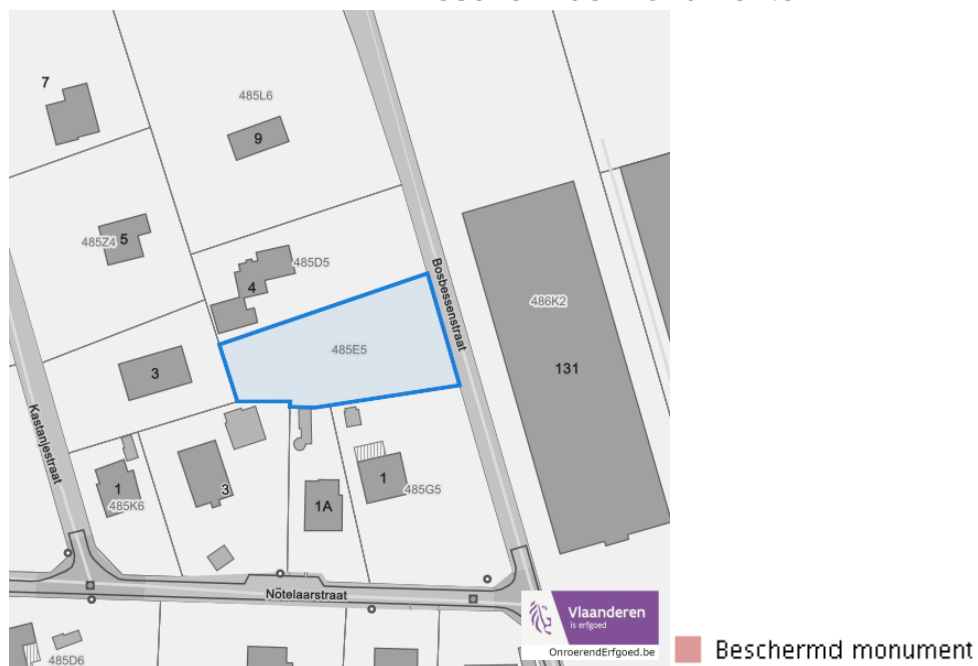 7
485L6
9
485Z4
5
485D5
4
Bosbessenstraat
486K2
485E5
131
3
Kastanjestraat
1
485K6
3
1A
1
485G5
Notelaarstraat
485D6
Vlaanderen
is erfgoed
OnroerendErfgoed.be
Beschermd monument